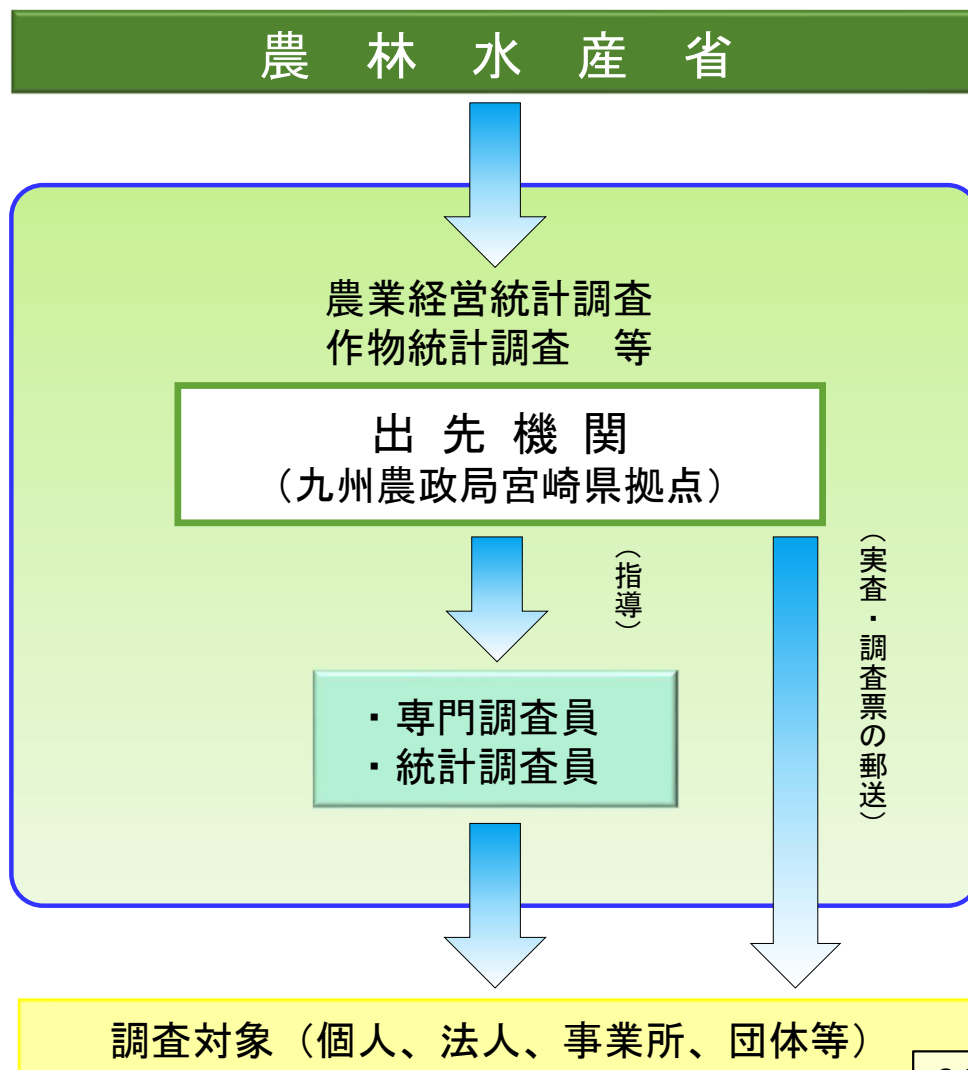 農林水産省
農業経営統計調査
作物統計調査　等
出先機関
（九州農政局宮崎県拠点）
（指導）
（実査・調査票の郵送）
・専門調査員
・統計調査員
調査対象（個人、法人、事業所、団体等）